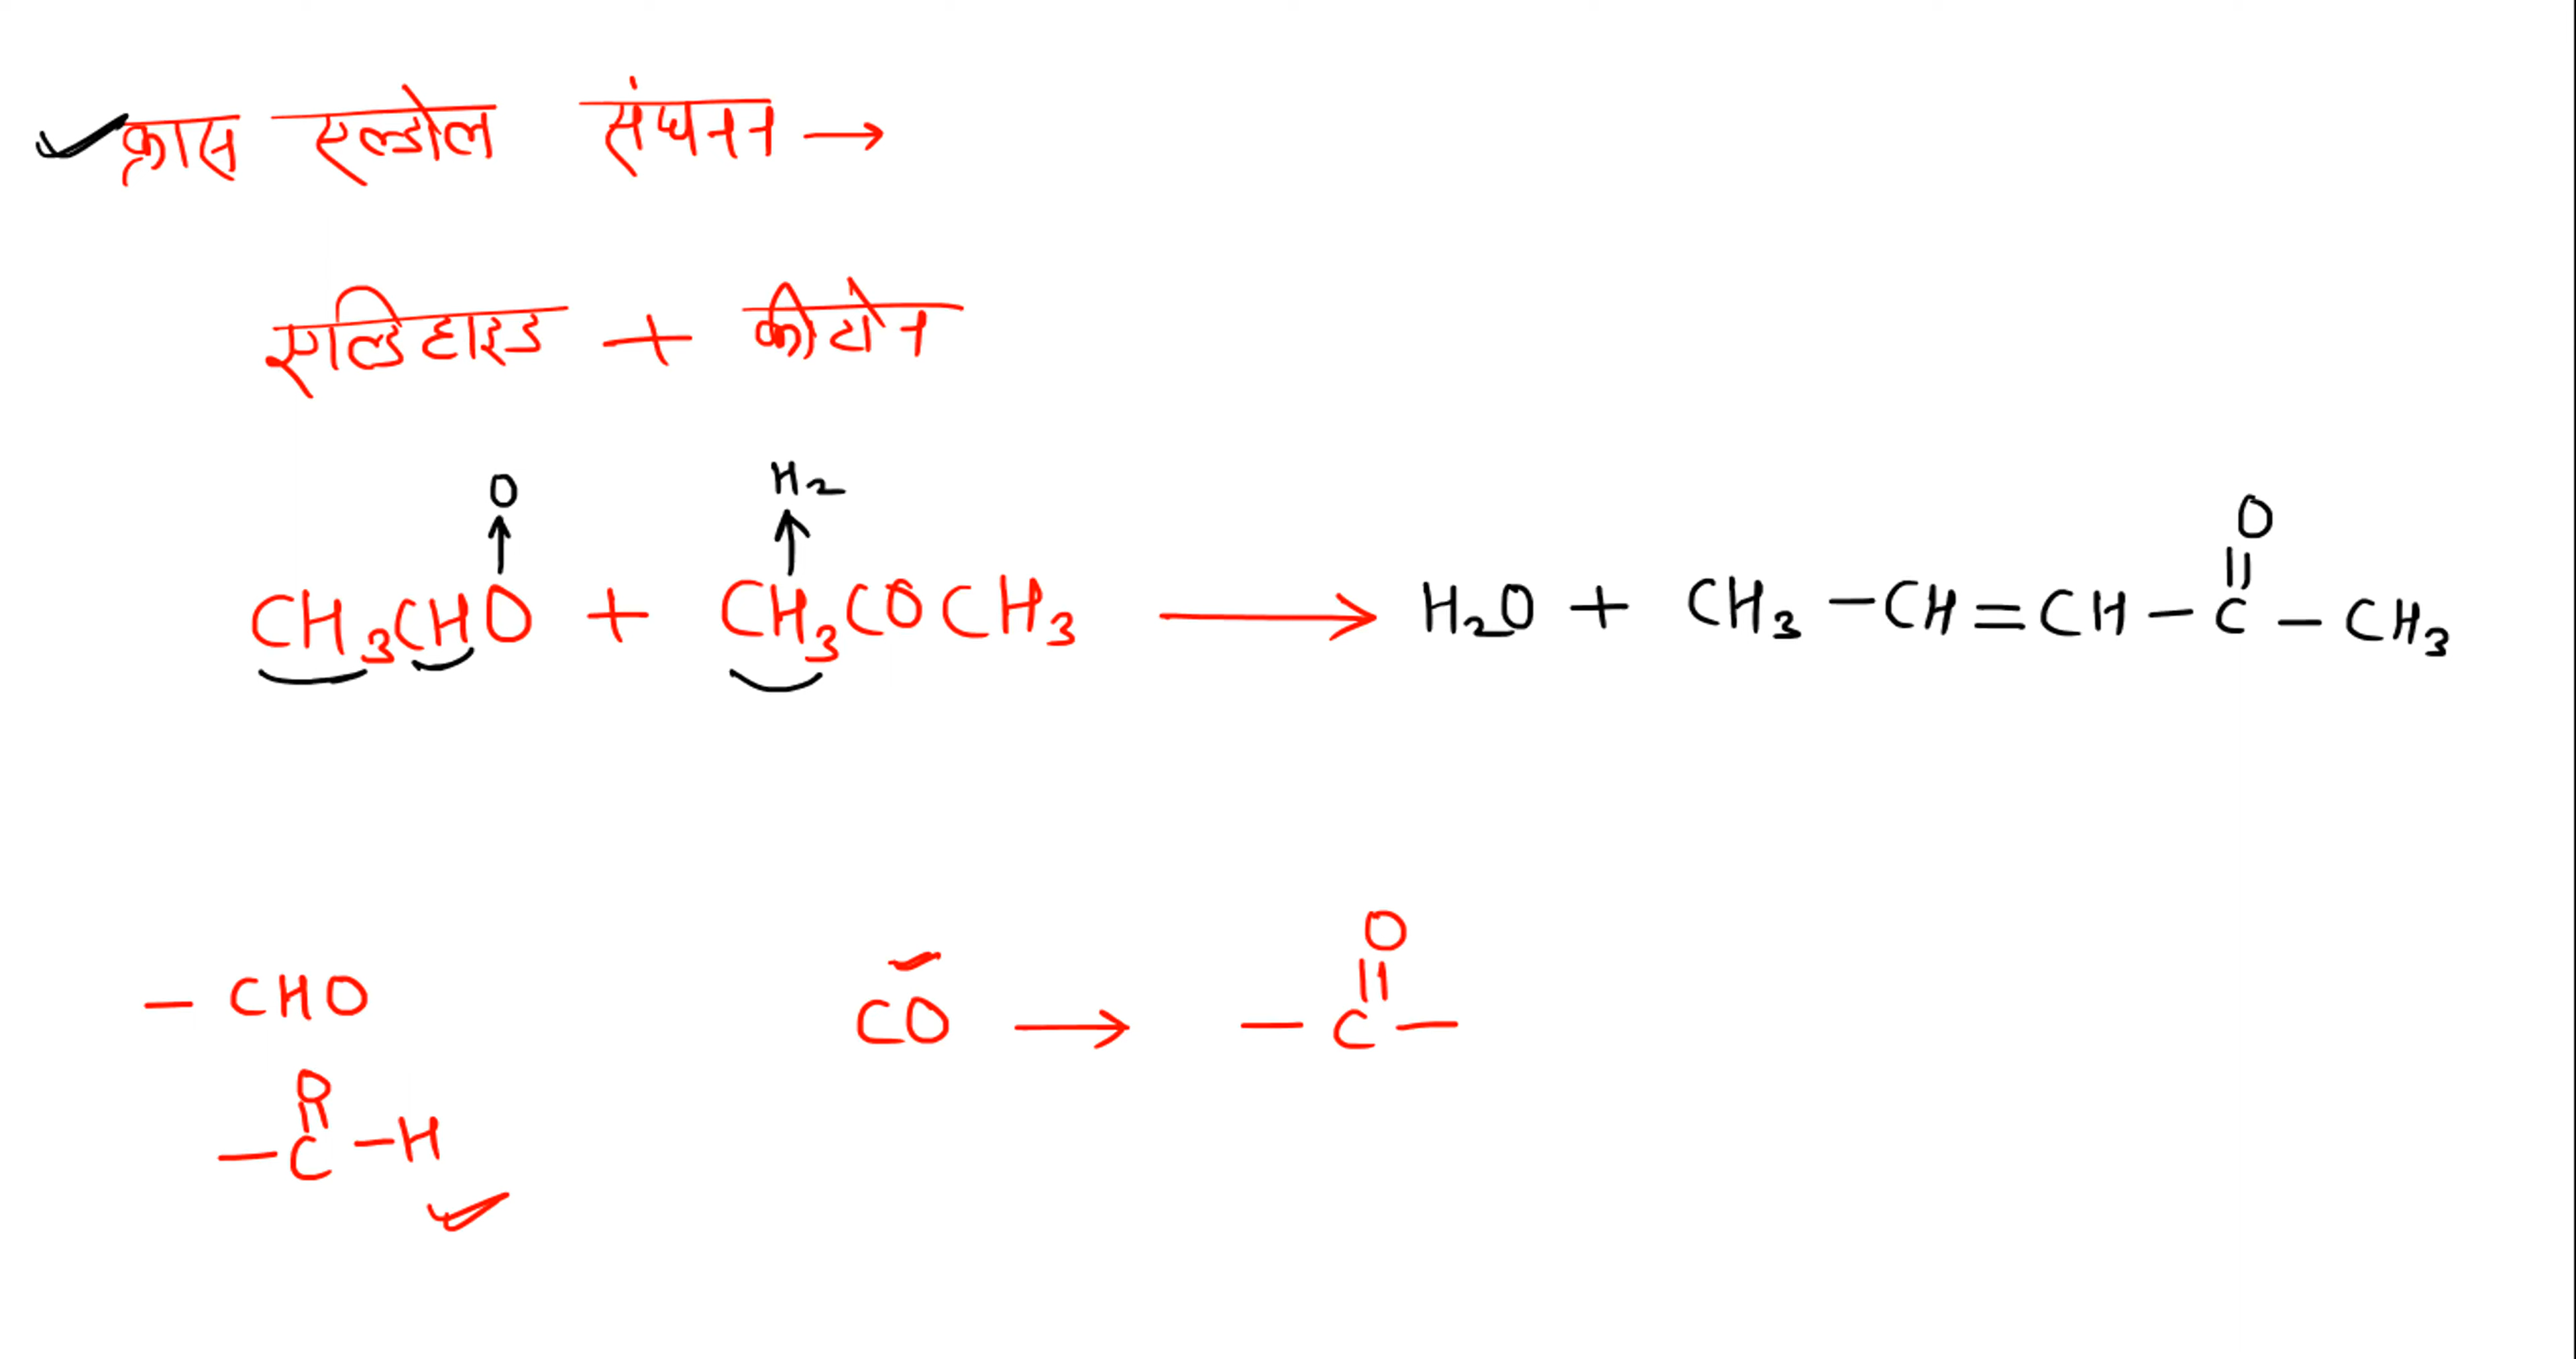 क्रास एल्डोल संघनन →
एल्डिहाइड + कीटोन
O H₂
↑ ↑
CH₃CHO + CH₃COCH₃ → H₂O + CH₃–CH=CH–C(=O)–CH₃
– CHO
CO → –C(=O)–
–C(=O)–H